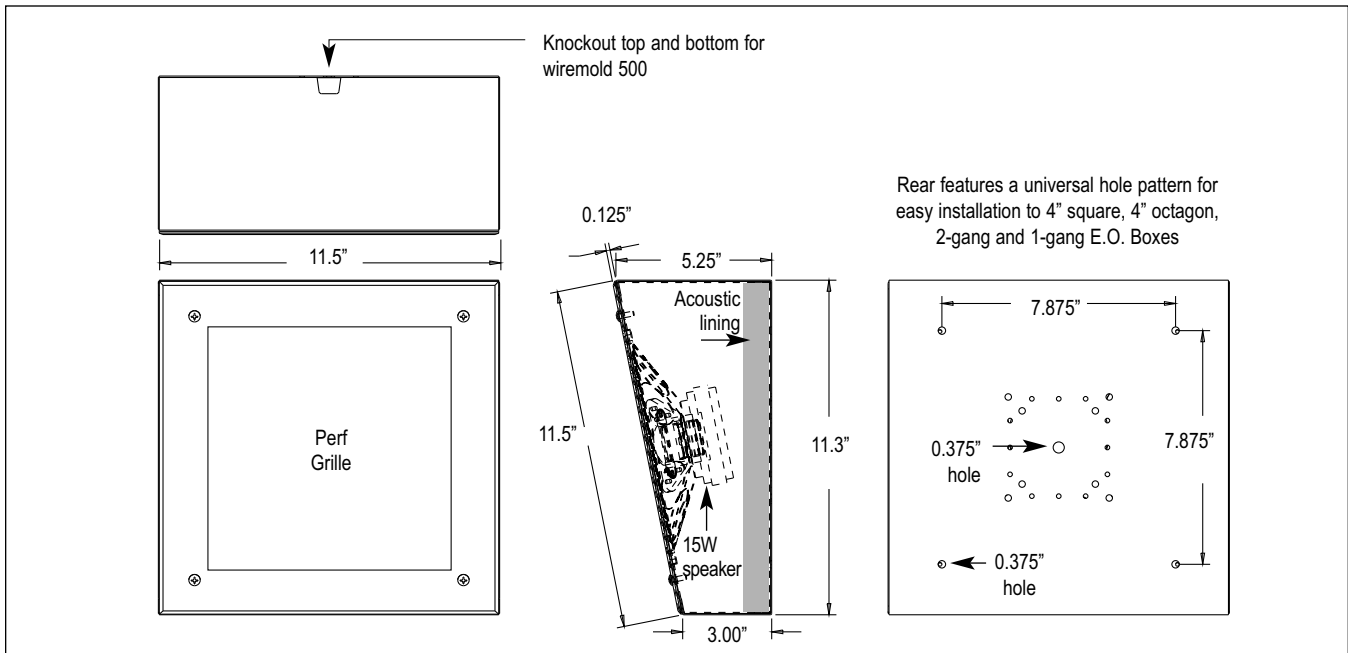 Knockout top and bottom for
wiremold 500
11.5”
Perf
Grille
0.125”
5.25”
Acoustic
lining
11.5”
11.3”
15W
speaker
3.00”
Rear features a universal hole pattern for
easy installation to 4” square, 4” octagon,
2-gang and 1-gang E.O. Boxes
7.875”
7.875”
0.375”
hole
0.375”
hole